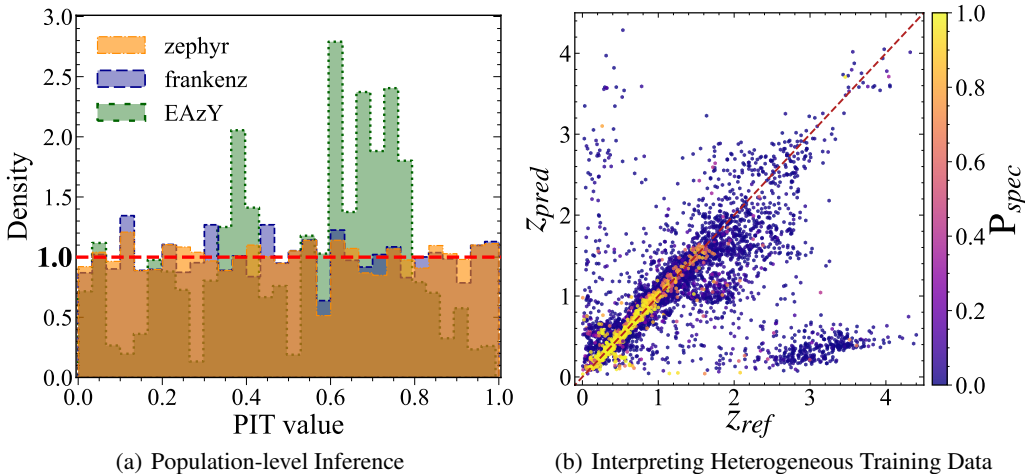 3.0
2.5
2.0
1.5
1.0
0.5
0.0
Density
zephyr
frankenz
EAzY
0.0 0.2 0.4 0.6 0.8 1.0
PIT value
(a) Population-level Inference
4
3
2
1
0
z_pred
0 1 2 3 4
z_ref
1.0
0.8
0.6
0.4
0.2
0.0
P_spec
(b) Interpreting Heterogeneous Training Data